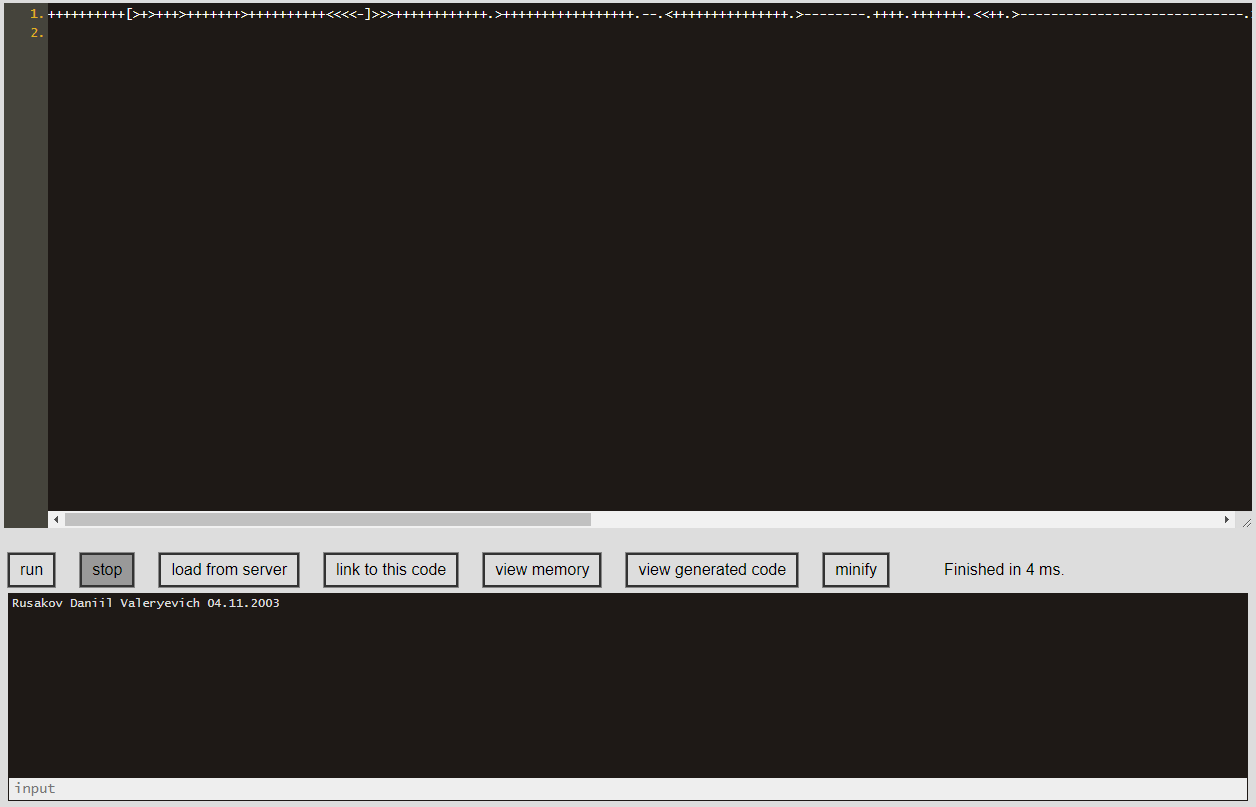 1. ++++++++++[>+>+++>+++++++>++++++++++<<<<-]>>>++++++++++++.>+++++++++++++++++.--.<+++++++++++++++.>--------.++++.+++++++.<<++.>-----------------------------.
2.
run stop load from server link to this code view memory view generated code minify Finished in 4 ms.
Rusakov Daniil Valeryevich 04.11.2003
input